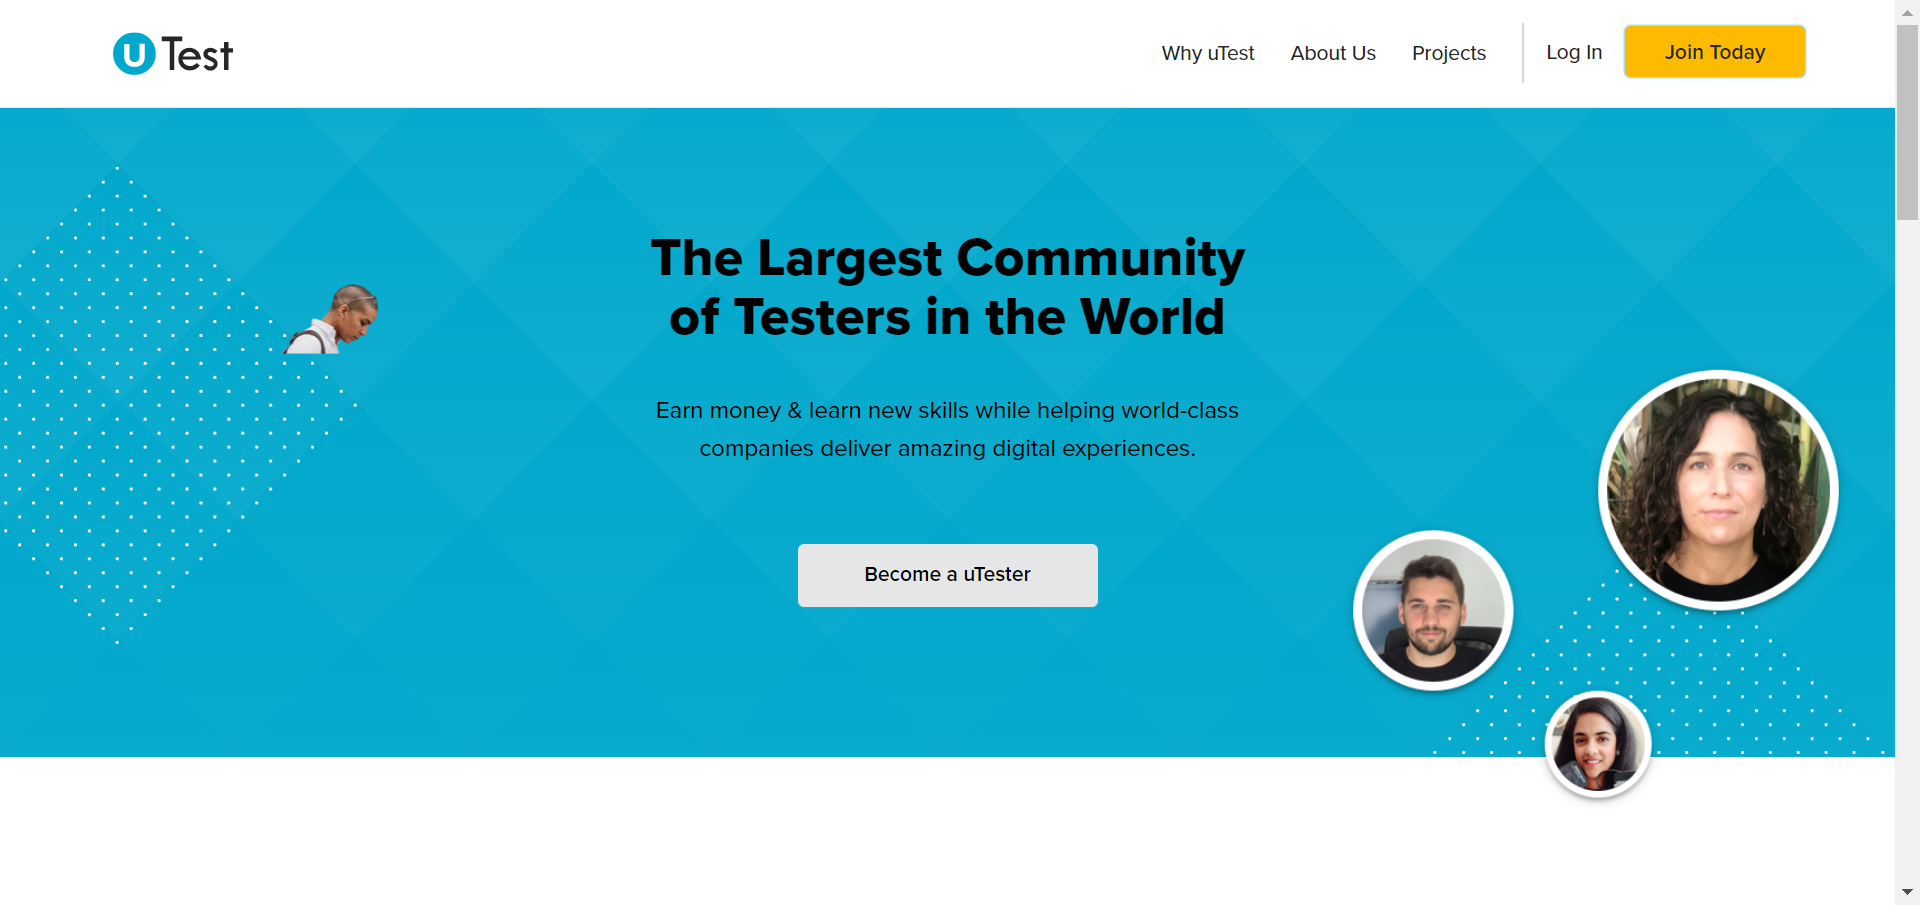 u Test
Why uTest
About Us
Projects
Log In
Join Today
The Largest Community
of Testers in the World
Earn money & learn new skills while helping world-class
companies deliver amazing digital experiences.
Become a uTester